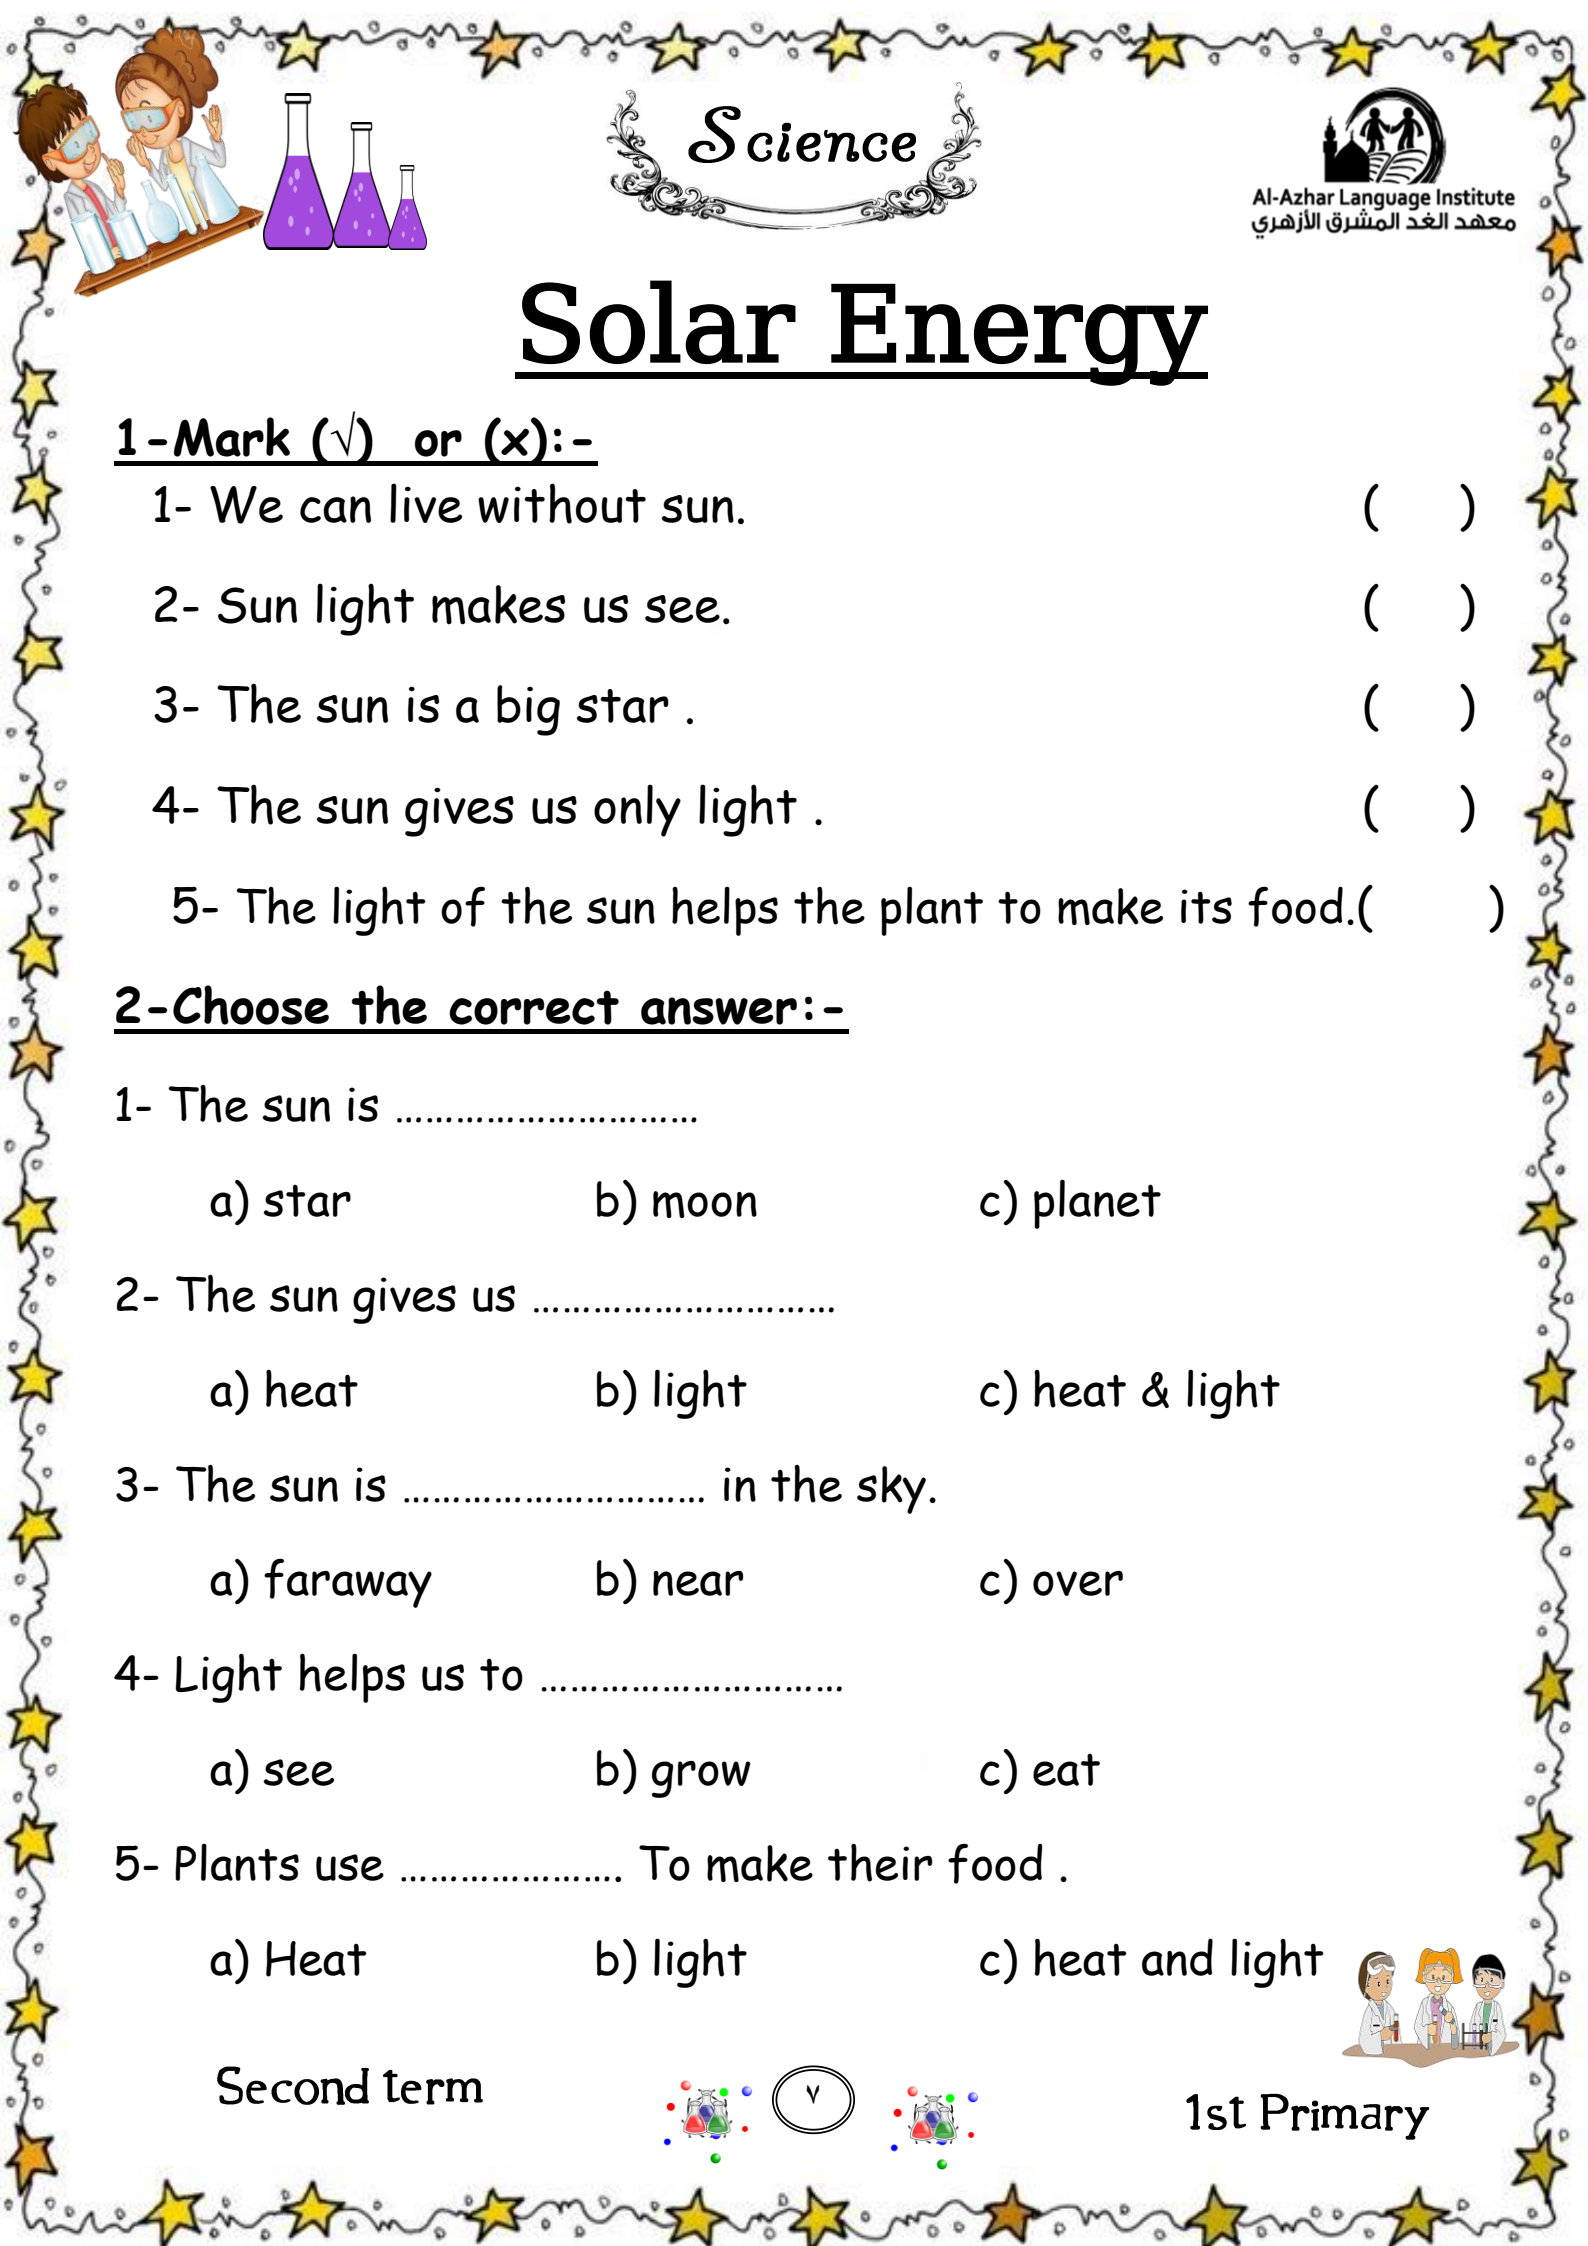 Science
Al-Azhar Language Institute
معهد الغد المشرق الأزهري
Solar Energy
1-Mark (√) or (x):-
1- We can live without sun. ( )
2- Sun light makes us see. ( )
3- The sun is a big star . ( )
4- The sun gives us only light . ( )
5- The light of the sun helps the plant to make its food.( )
2-Choose the correct answer:-
1- The sun is ..............................
a) star b) moon c) planet
2- The sun gives us ..............................
a) heat b) light c) heat & light
3- The sun is .............................. in the sky.
a) faraway b) near c) over
4- Light helps us to ..............................
a) see b) grow c) eat
5- Plants use ...................... To make their food .
a) Heat b) light c) heat and light
Second term
٧
1st Primary